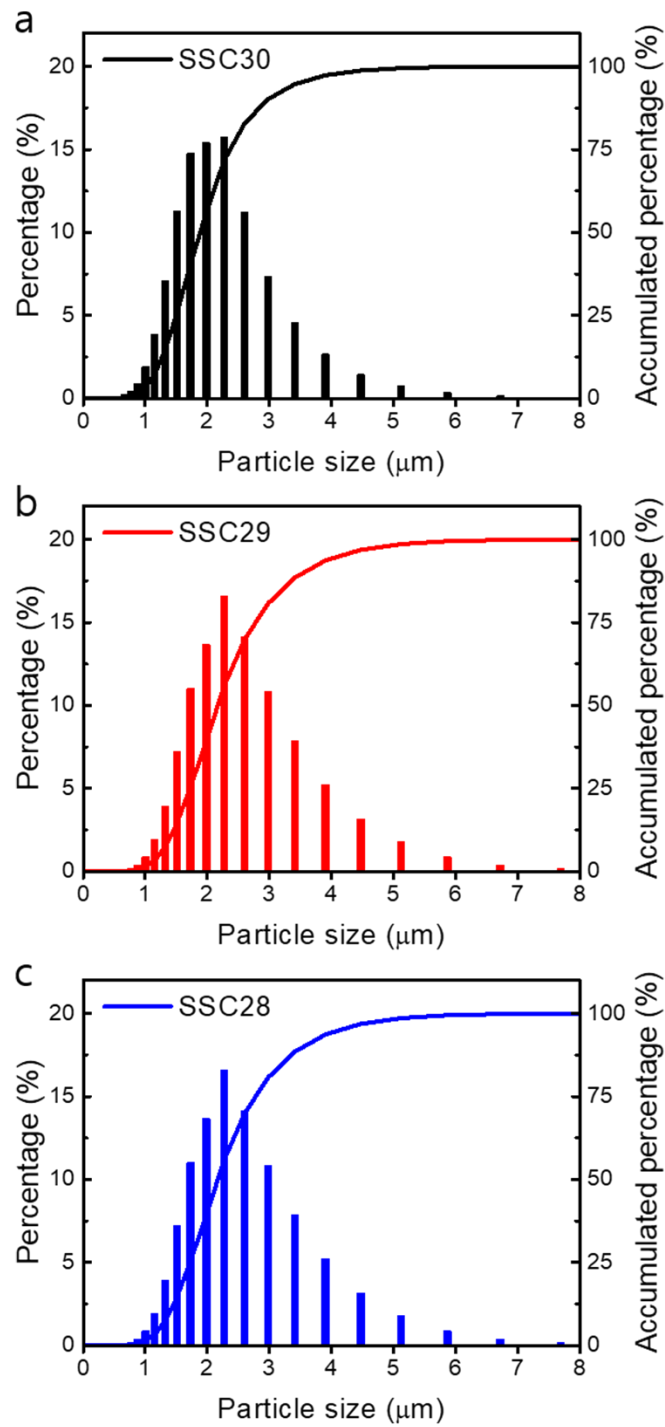 a
SSC30
20
15
10
5
0
100
75
50
25
0
Percentage (%)
Accumulated percentage (%)
0 1 2 3 4 5 6 7 8
Particle size (μm)
b
SSC29
20
15
10
5
0
100
75
50
25
0
Percentage (%)
Accumulated percentage (%)
0 1 2 3 4 5 6 7 8
Particle size (μm)
c
SSC28
20
15
10
5
0
100
75
50
25
0
Percentage (%)
Accumulated percentage (%)
0 1 2 3 4 5 6 7 8
Particle size (μm)